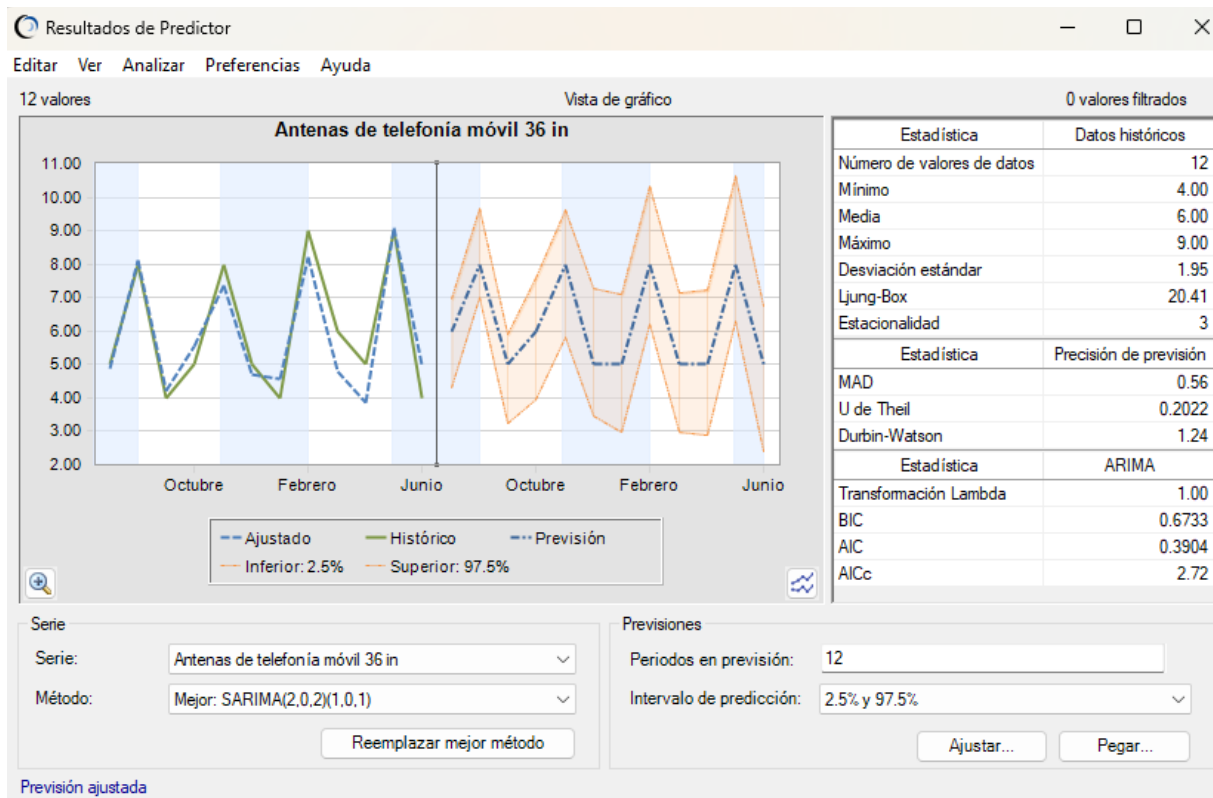 Resultados de Predictor
Editar Ver Analizar Preferencias Ayuda
12 valores
Vista de gráfico
0 valores filtrados
Antenas de telefonía móvil 36 in
11.00
10.00
9.00
8.00
7.00
6.00
5.00
4.00
3.00
2.00
Octubre Febrero Junio Octubre Febrero Junio
Ajustado Histórico Previsión
Inferior: 2.5% Superior: 97.5%
Estadística Datos históricos
Número de valores de datos 12
Mínimo 4.00
Media 6.00
Máximo 9.00
Desviación estándar 1.95
Ljung-Box 20.41
Estacionalidad 3
Estadística Precisión de previsión
MAD 0.56
U de Theil 0.2022
Durbin-Watson 1.24
Estadística ARIMA
Transformación Lambda 1.00
BIC 0.6733
AIC 0.3904
AICc 2.72
Serie
Serie: Antenas de telefonía móvil 36 in
Método: Mejor: SARIMA(2,0,2)(1,0,1)
Reemplazar mejor método
Previsiones
Periodos en previsión: 12
Intervalo de predicción: 2.5% y 97.5%
Ajustar... Pegar...
Previsión ajustada